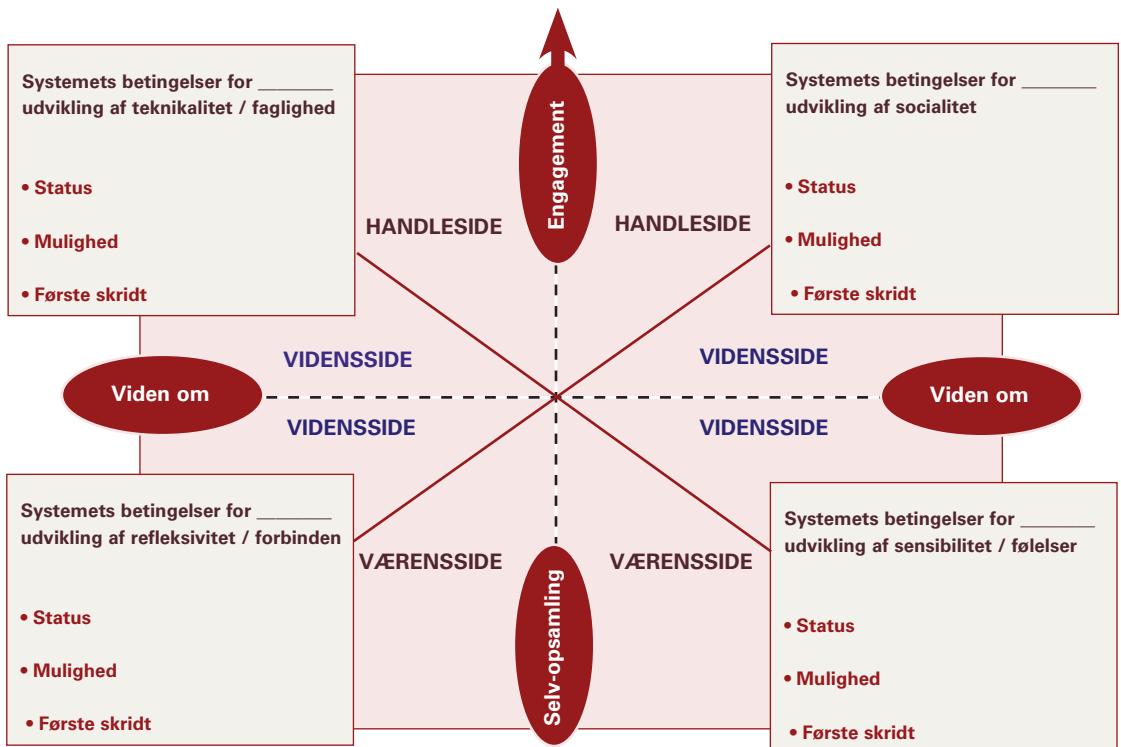 Systemets betingelser for ________
udvikling af teknikalitet / faglighed
• Status
• Mulighed
• Første skridt
Engagement
Systemets betingelser for ________
udvikling af socialitet
• Status
• Mulighed
• Første skridt
HANDLESIDE
HANDLESIDE
VIDENSSIDE
VIDENSSIDE
Viden om
Viden om
VIDENSSIDE
VIDENSSIDE
Systemets betingelser for ________
udvikling af refleksivitet / forbinden
• Status
• Mulighed
• Første skridt
VÆRENSSIDE
VÆRENSSIDE
Selv-opsamling
Systemets betingelser for ________
udvikling af sensibilitet / følelser
• Status
• Mulighed
• Første skridt